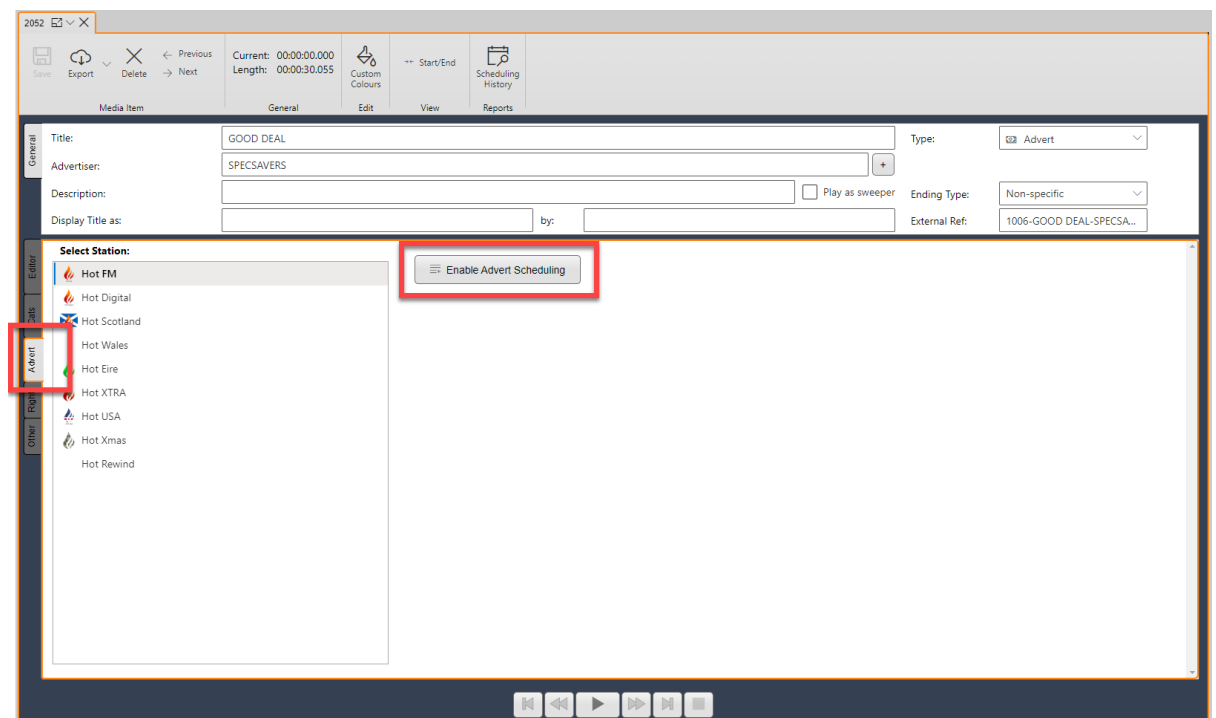 2052
Save
Export
Delete
Previous
Next
Media Item
Current: 00:00:00.000
Length: 00:00:30.055
General
Custom
Colours
Edit
Start/End
View
Scheduling
History
Reports
General
Title: GOOD DEAL
Type: Advert
Advertiser: SPECSAVERS +
Description: Play as sweeper
Ending Type: Non-specific
Display Title as: by:
External Ref: 1006-GOOD DEAL-SPECSA...
Editor
Advert
Other
Select Station:
Enable Advert Scheduling
Hot FM
Hot Digital
Hot Scotland
Hot Wales
Hot Eire
Hot XTRA
Hot USA
Hot Xmas
Hot Rewind